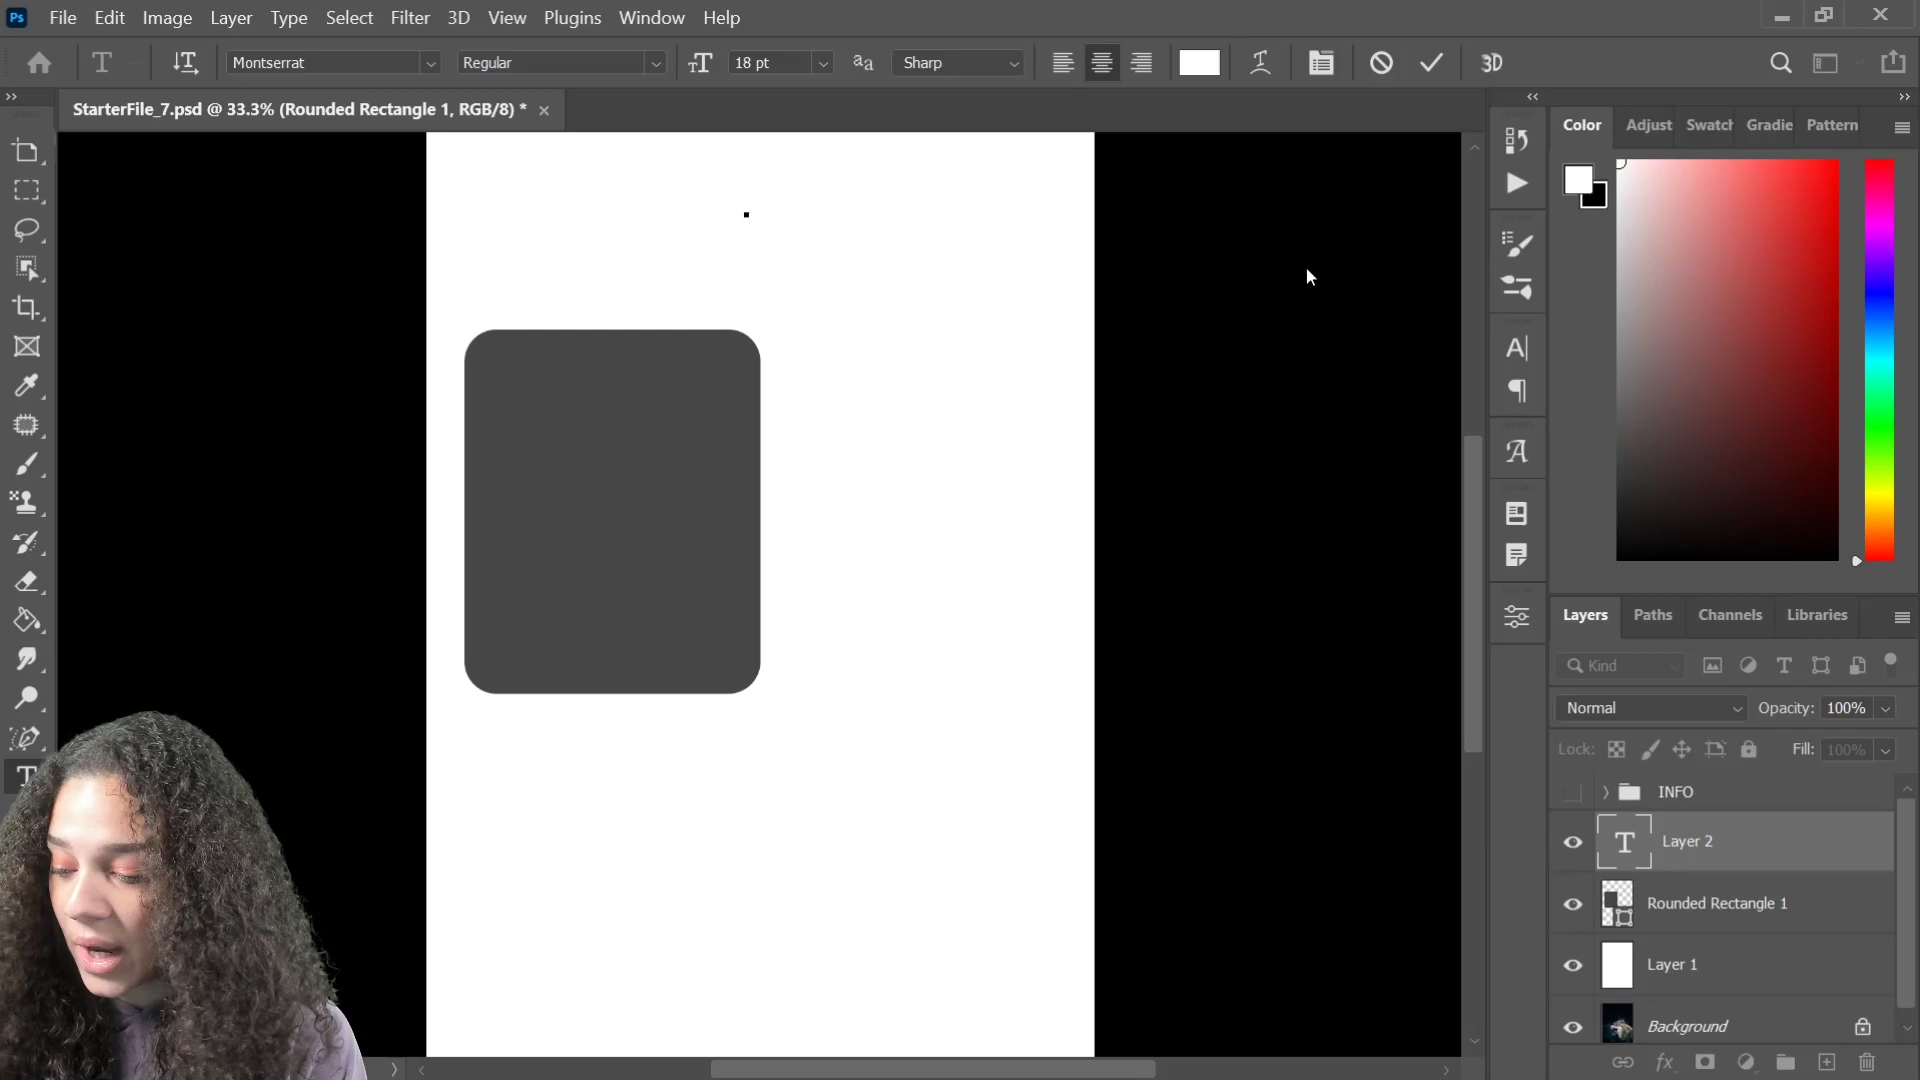 Ps File Edit Image Layer Type Select Filter 3D View Plugins Window Help
T Montserrat Regular 18 pt aa Sharp 3D
StarterFile_7.psd @ 33.3% (Rounded Rectangle 1, RGB/8) *
Color Adjust Swatch Gradie Pattern
Layers Paths Channels Libraries
Kind
Normal Opacity: 100%
Lock: Fill: 100%
INFO
T Layer 2
Rounded Rectangle 1
Layer 1
Background
fx